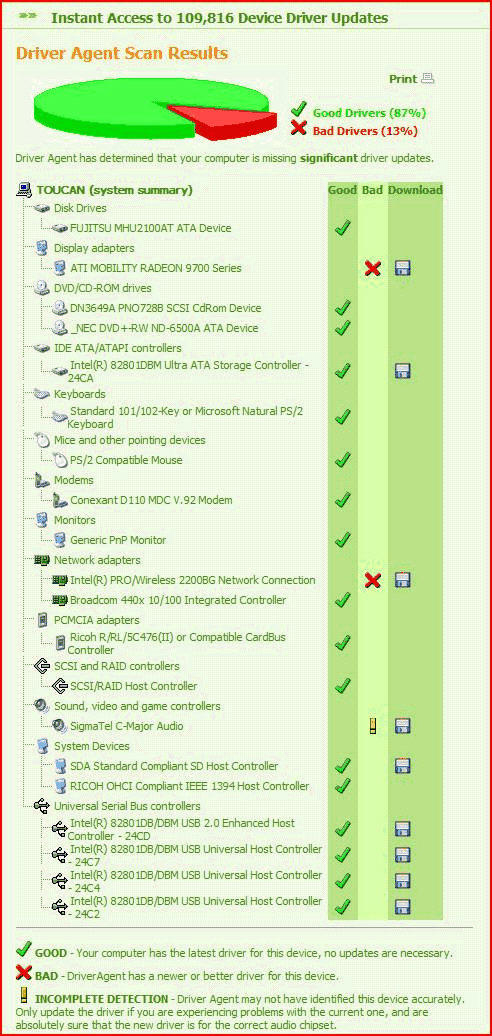 Instant Access to 109,816 Device Driver Updates
Driver Agent Scan Results
Print
Good Drivers (87%)
Bad Drivers (13%)
Driver Agent has determined that your computer is missing significant driver updates.
TOUCAN (system summary) Good Bad Download
Disk Drives
FUJITSU MHU2100AT ATA Device
Display adapters
ATI MOBILITY RADEON 9700 Series
DVD/CD-ROM drives
DN3649A PNO728B SCSI CdRom Device
_NEC DVD+-RW ND-6500A ATA Device
IDE ATA/ATAPI controllers
Intel(R) 82801DBM Ultra ATA Storage Controller -
24CA
Keyboards
Standard 101/102-Key or Microsoft Natural PS/2
Keyboard
Mice and other pointing devices
PS/2 Compatible Mouse
Modems
Conexant D110 MDC V.92 Modem
Monitors
Generic PnP Monitor
Network adapters
Intel(R) PRO/Wireless 2200BG Network Connection
Broadcom 440x 10/100 Integrated Controller
PCMCIA adapters
Ricoh R/RL/5C476(II) or Compatible CardBus
Controller
SCSI and RAID controllers
SCSI/RAID Host Controller
Sound, video and game controllers
SigmaTel C-Major Audio
System Devices
SDA Standard Compliant SD Host Controller
RICOH OHCI Compliant IEEE 1394 Host Controller
Universal Serial Bus controllers
Intel(R) 82801DB/DBM USB 2.0 Enhanced Host
Controller - 24CD
Intel(R) 82801DB/DBM USB Universal Host Controller
- 24C7
Intel(R) 82801DB/DBM USB Universal Host Controller
- 24C4
Intel(R) 82801DB/DBM USB Universal Host Controller
- 24C2
GOOD - Your computer has the latest driver for this device, no updates are necessary.
BAD - DriverAgent has a newer or better driver for this device.
INCOMPLETE DETECTION - Driver Agent may not have identified this device accurately.
Only update the driver if you are experiencing problems with the current one, and are
absolutely sure that the new driver is for the correct audio chipset.